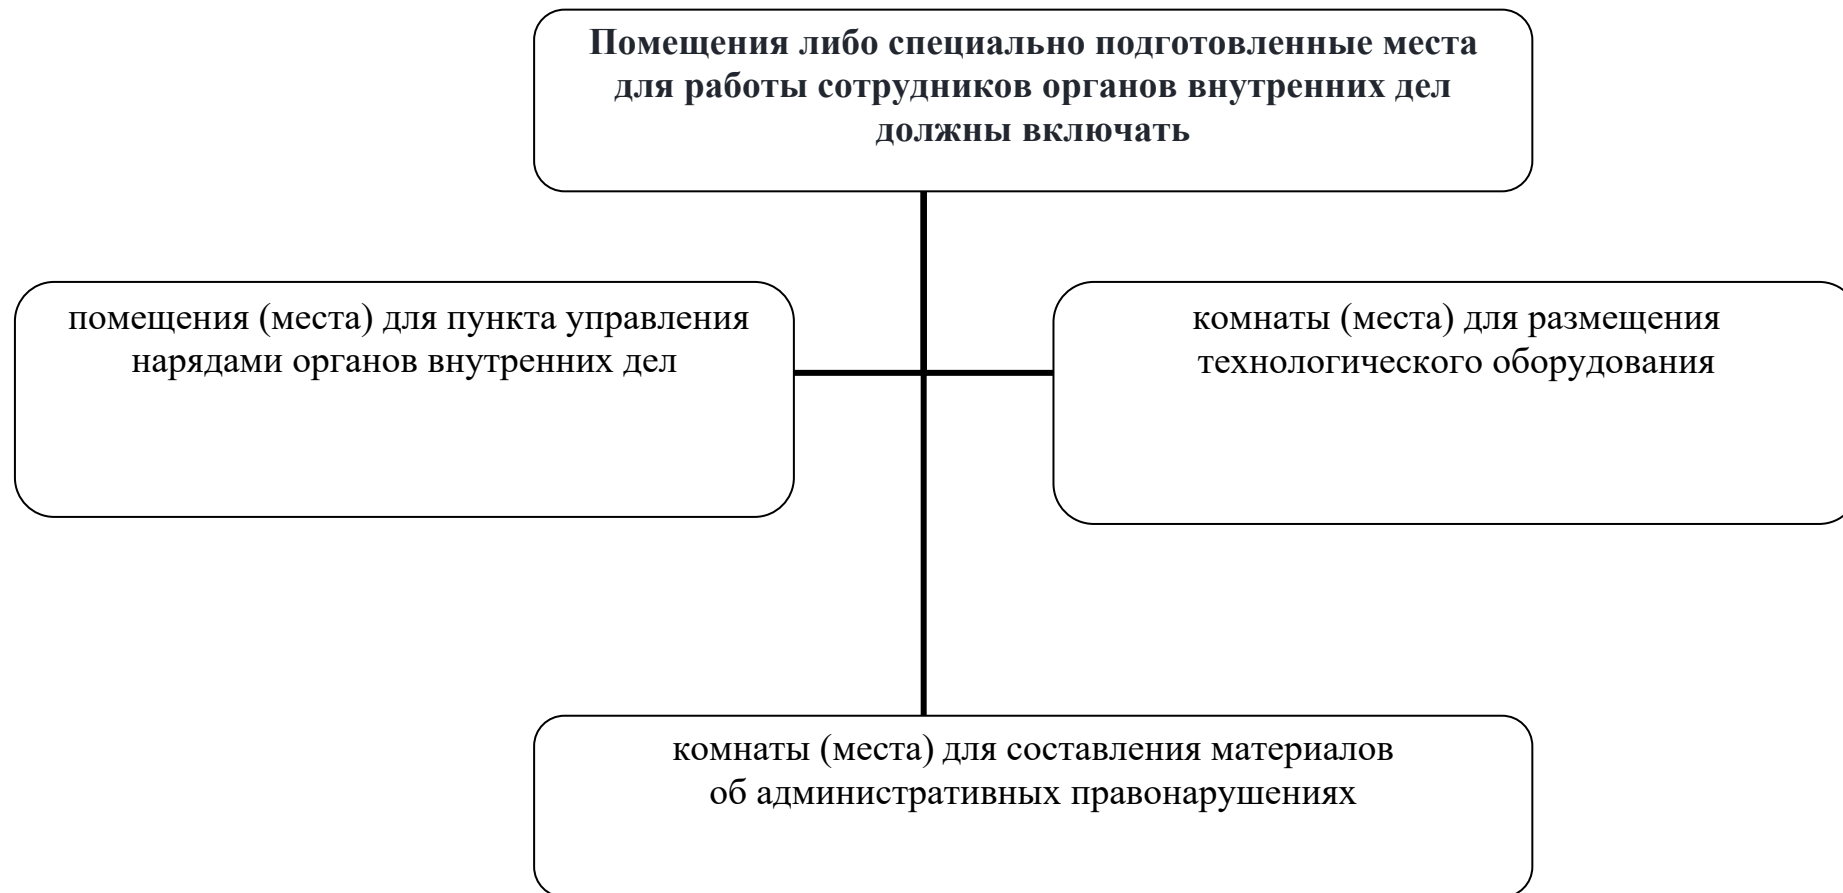 Помещения либо специально подготовленные места
для работы сотрудников органов внутренних дел
должны включать
помещения (места) для пункта управления
нарядами органов внутренних дел
комнаты (места) для размещения
технологического оборудования
комнаты (места) для составления материалов
об административных правонарушениях